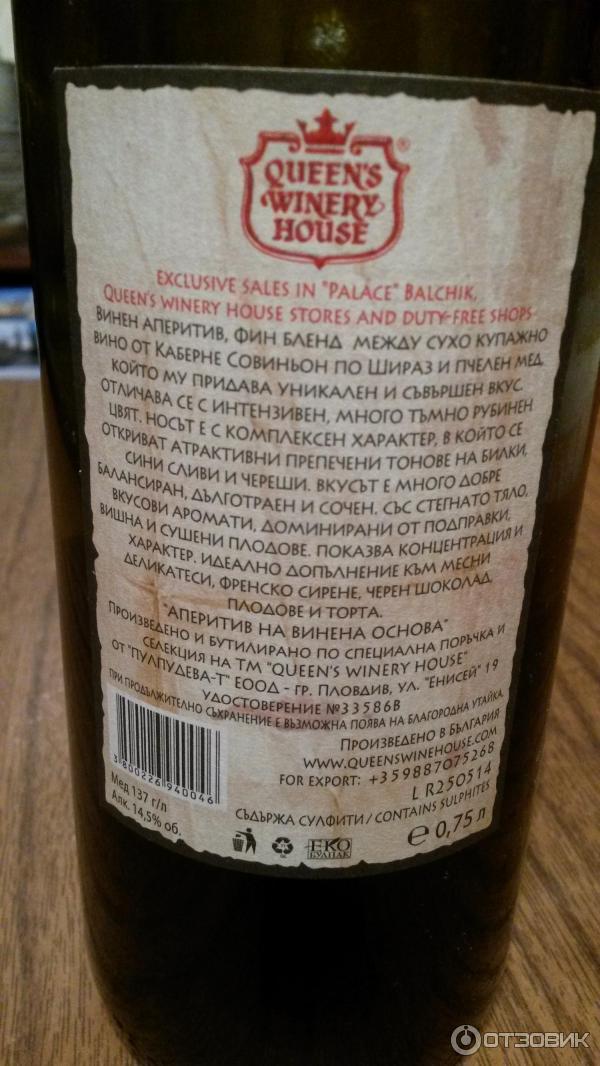 QUEEN'S
WINERY
HOUSE
®
EXCLUSIVE SALES IN "PALACE" BALCHIK,
QUEEN'S WINERY HOUSE STORES AND DUTY-FREE SHOPS
ВИНЕН АПЕРИТИВ, ФИН БЛЕНД МЕЖДУ СУХО КУПАЖНО
ВИНО ОТ КАБЕРНЕ СОВИНЬОН ПО ШИРАЗ И ПЧЕЛЕН МЕД,
КОЙТО МУ ПРИДАВА УНИКАЛЕН И СЪВЪРШЕН ВКУС.
ОТЛИЧАВА СЕ С ИНТЕНЗИВЕН, МНОГО ТЪМНО РУБИНЕН
ЦВЯТ. НОСЪТ Е С КОМПЛЕКСЕН ХАРАКТЕР, В КОЙТО СЕ
ОТКРИВАТ АТРАКТИВНИ ПРЕПЕЧЕНИ ТОНОВЕ НА БИЛКИ,
СИНИ СЛИВИ И ЧЕРЕШИ. ВКУСЪТ Е МНОГО ДОБРЕ
БАЛАНСИРАН, ДЪЛГОТРАЕН И СОЧЕН. СЪС СТЕГНАТО ТЯЛО,
ВКУСОВИ АРОМАТИ, ДОМИНИРАНИ ОТ ПОДПРАВКИ,
ВИШНА И СУШЕНИ ПЛОДОВЕ. ПОКАЗВА КОНЦЕНТРАЦИЯ И
ХАРАКТЕР. ИДЕАЛНО ДОПЪЛНЕНИЕ КЪМ МЕСНИ
ДЕЛИКАТЕСИ, ФРЕНСКО СИРЕНЕ, ЧЕРЕН ШОКОЛАД,
ПЛОДОВЕ И ТОРТА.
"АПЕРИТИВ НА ВИНЕНА ОСНОВА"
ПРОИЗВЕДЕНО И БУТИЛИРАНО ПО СПЕЦИАЛНА ПОРЪЧКА И
СЕЛЕКЦИЯ НА ТМ "QUEEN'S WINERY HOUSE"
ОТ "ПУЛПУДЕВА-Т" ЕООД - ГР. ПЛОВДИВ, УЛ. "ЕНИСЕЙ" 19
УДОСТОВЕРЕНИЕ №33586В
ПРИ ПРОДЪЛЖИТЕЛНО СЪХРАНЕНИЕ Е ВЪЗМОЖНА ПОЯВА НА БЛАГОРОДНА УТАЙКА
ПРОИЗВЕДЕНО В БЪЛГАРИЯ
WWW.QUEENSWINEHOUSE.COM
FOR EXPORT: +359887075268
L R250514
3 800226 940046
СЪДЪРЖА СУЛФИТИ / CONTAINS SULPHITES
Мед 137 г/л
Алк. 14,5% об.
ЕКО
БУЛПАК
e 0,75 л
ОТЗОВИК